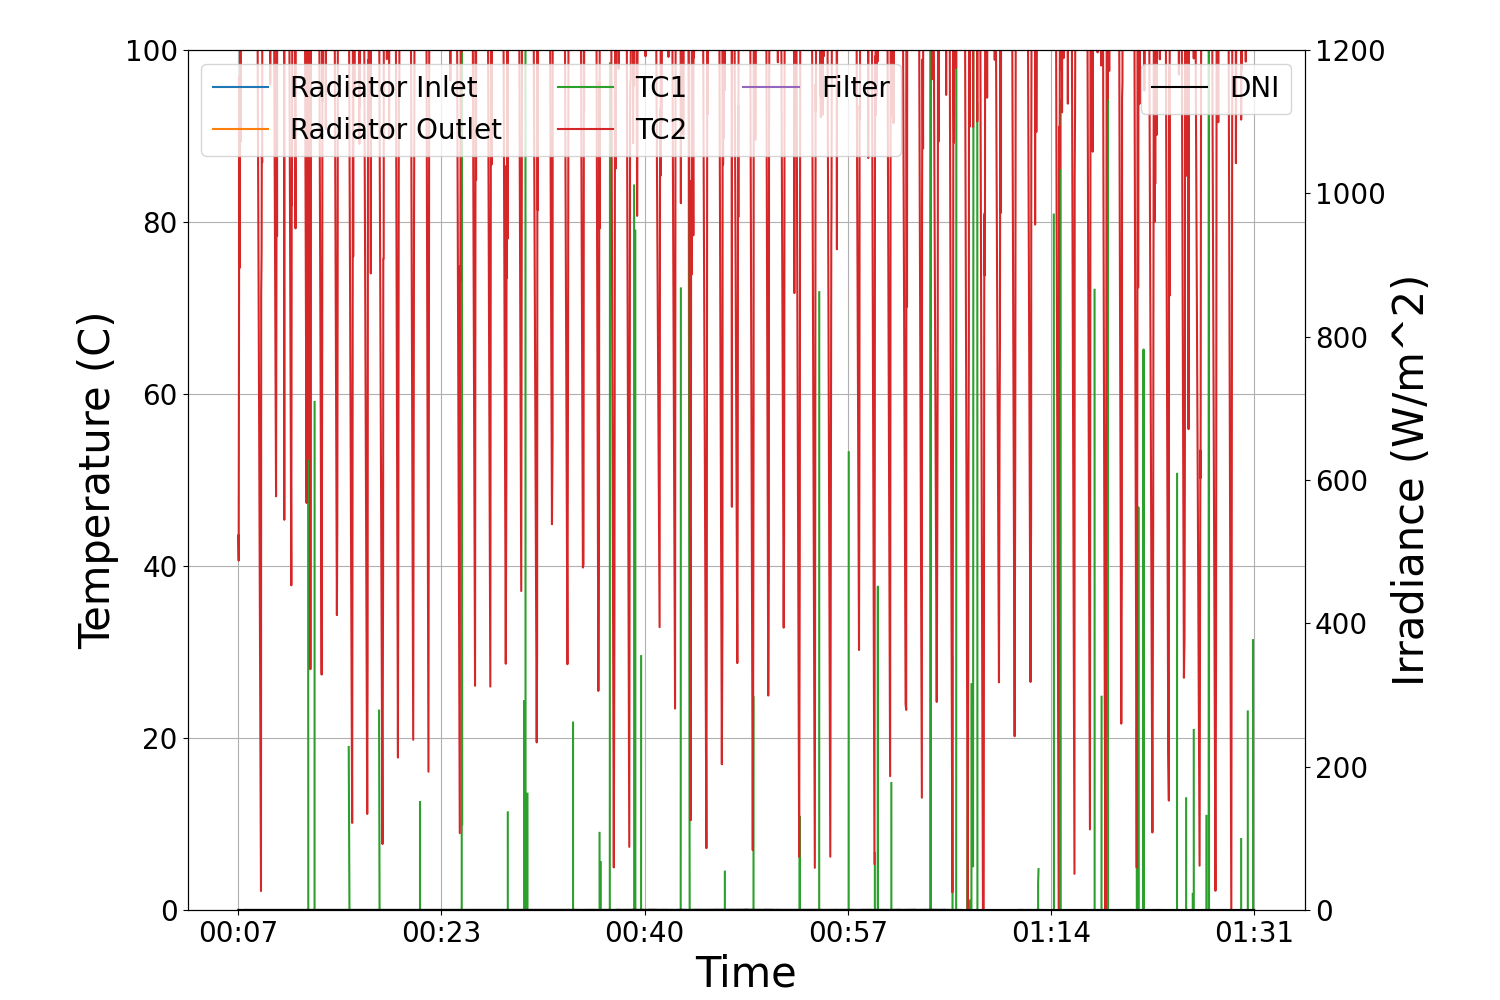 100
80
60
40
20
0
Temperature (C)
Radiator Inlet
Radiator Outlet
TC1
TC2
Filter
DNI
1200
1000
800
600
400
200
0
Irradiance (W/m^2)
00:07
00:23
00:40
00:57
01:14
01:31
Time